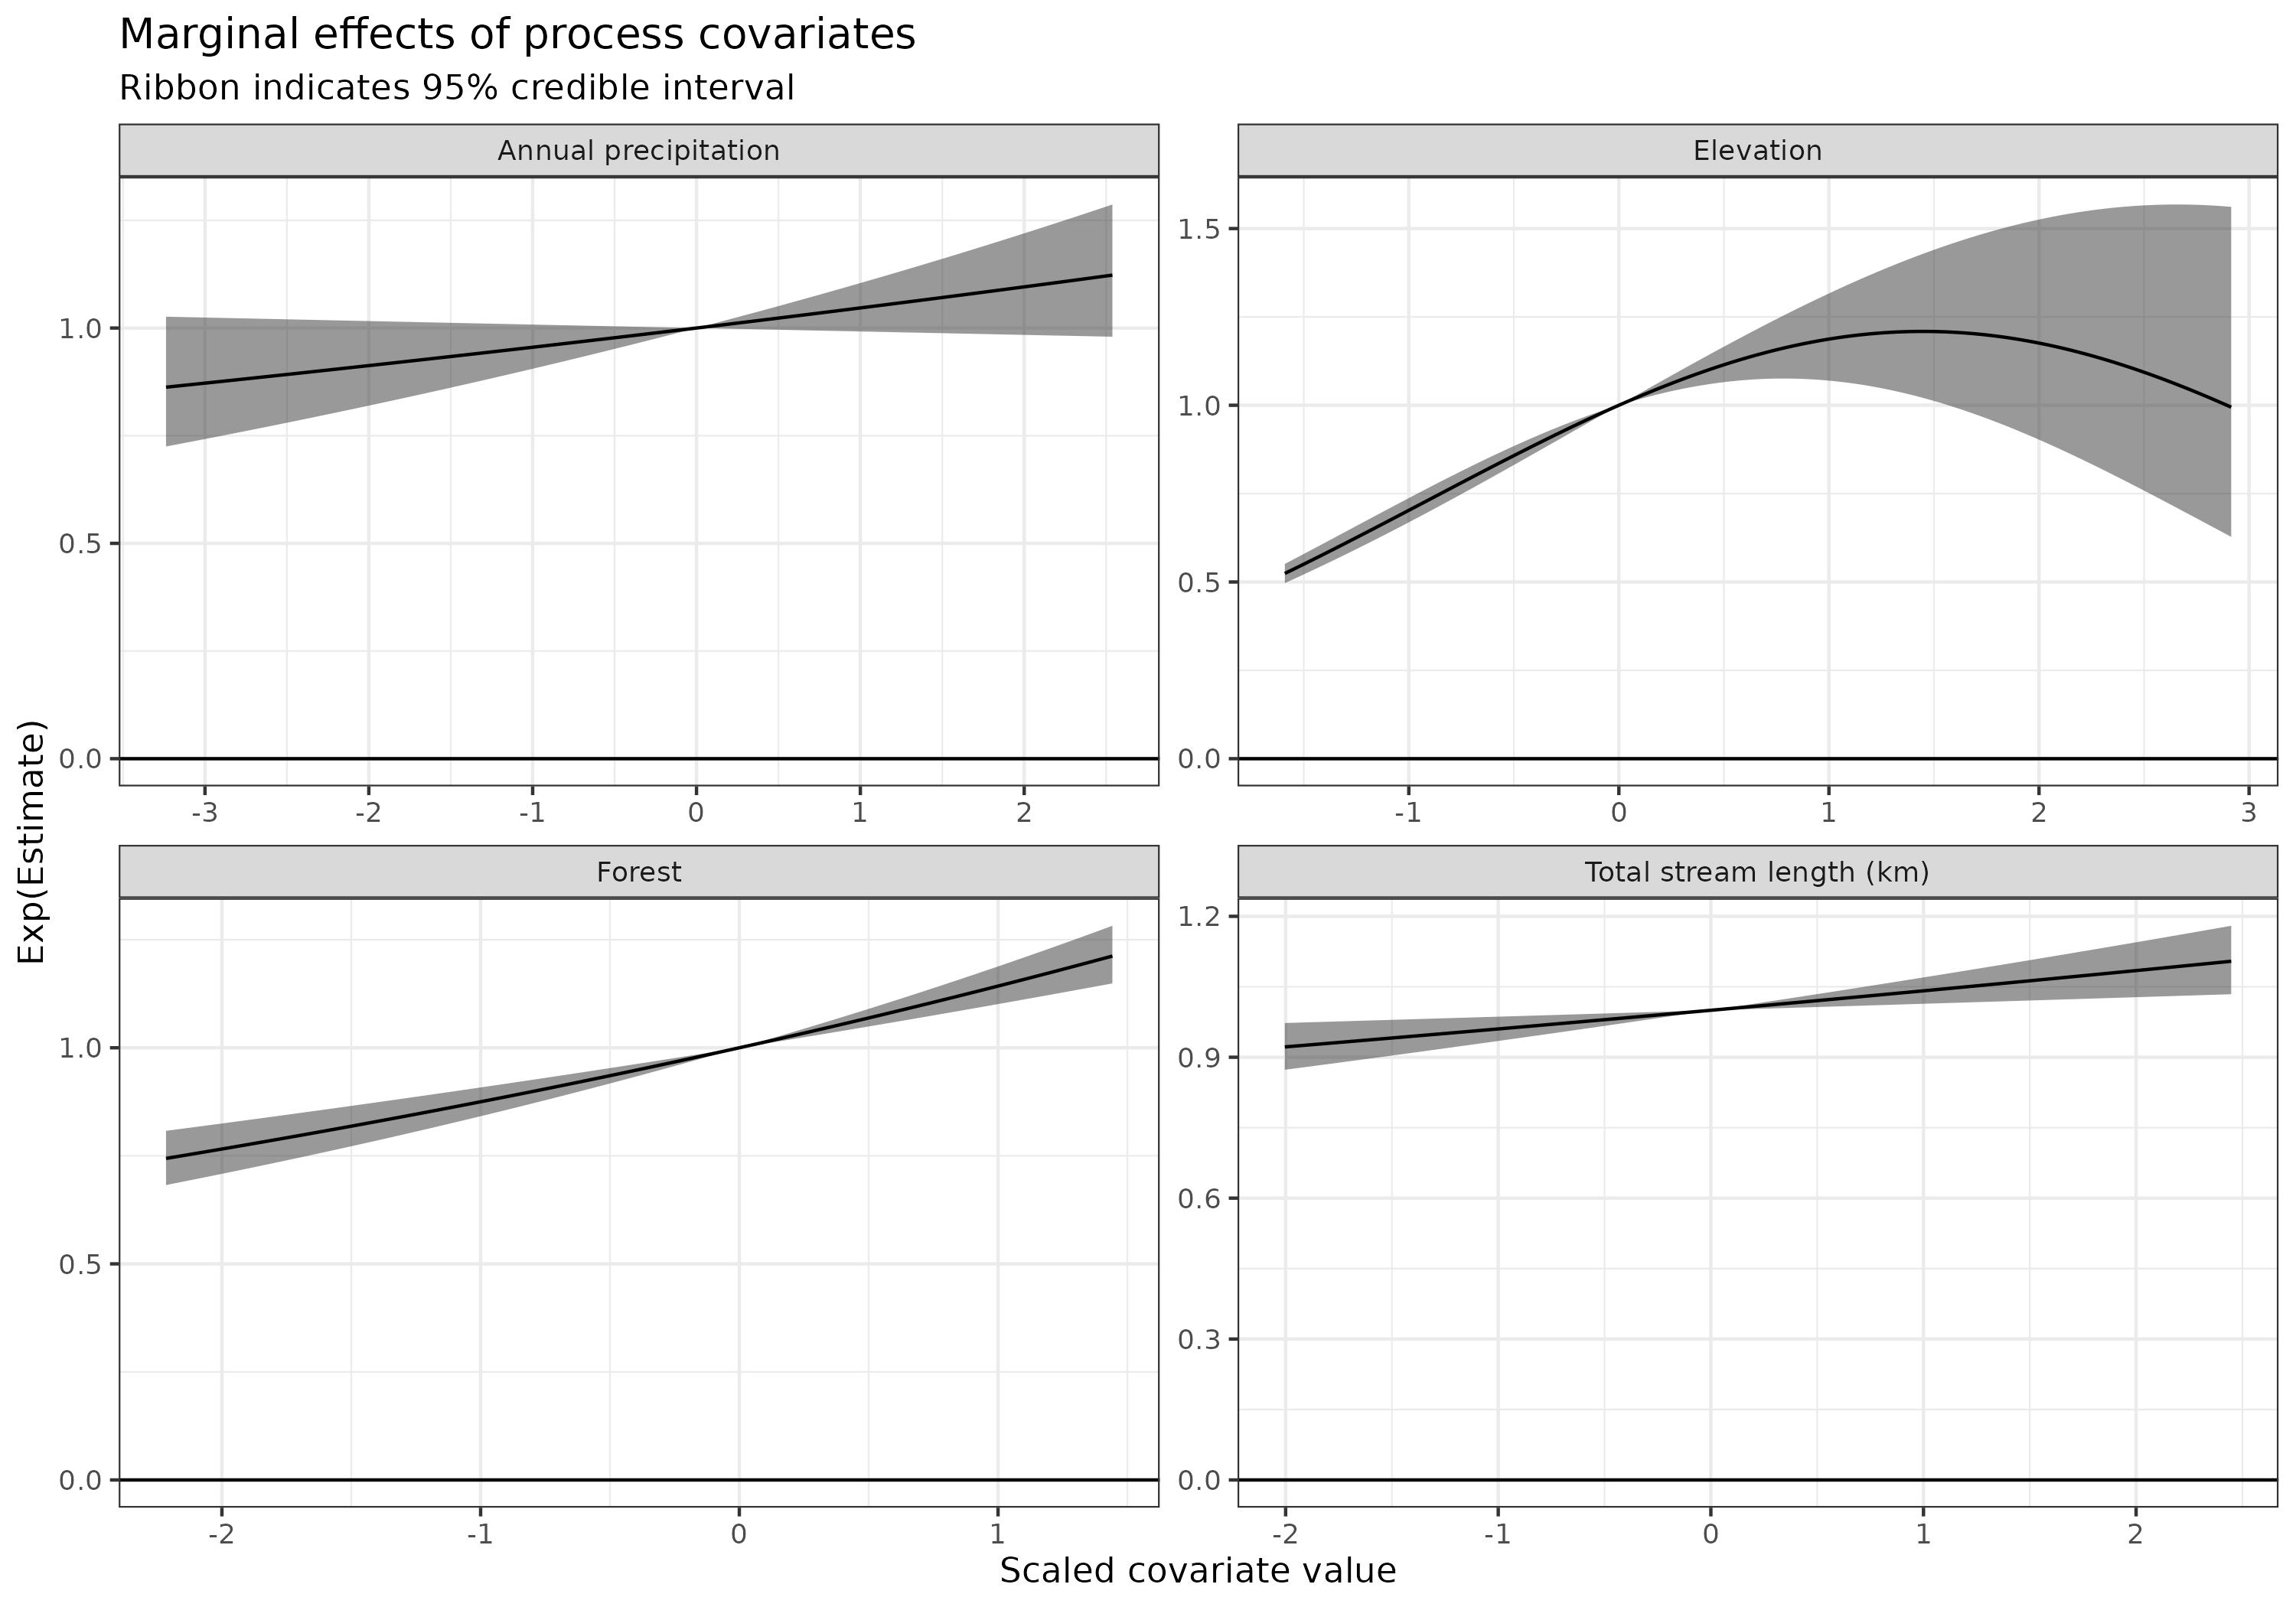 Marginal effects of process covariates
Ribbon indicates 95% credible interval
Annual precipitation
Elevation
1.0
0.5
0.0
1.5
1.0
0.5
0.0
-3 -2 -1 0 1 2
-1 0 1 2 3
Exp(Estimate)
Forest
Total stream length (km)
1.0
0.5
0.0
1.2
0.9
0.6
0.3
0.0
-2 -1 0 1
-2 -1 0 1 2
Scaled covariate value